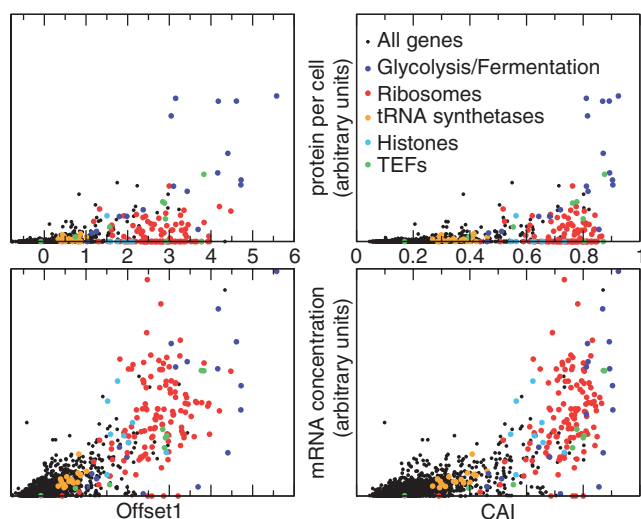 All genes
Glycolysis/Fermentation
Ribosomes
tRNA synthetases
Histones
TEFs
protein per cell
(arbitrary units)
0 1 2 3 4 5 6
0 0.2 0.4 0.6 0.8 1
mRNA concentration
(arbitrary units)
Offset1
CAI